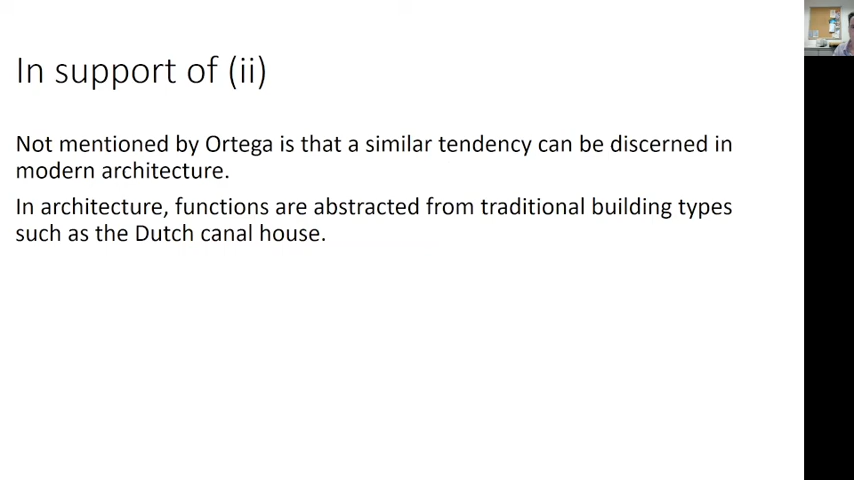 In support of (ii)
Not mentioned by Ortega is that a similar tendency can be discerned in
modern architecture.
In architecture, functions are abstracted from traditional building types
such as the Dutch canal house.